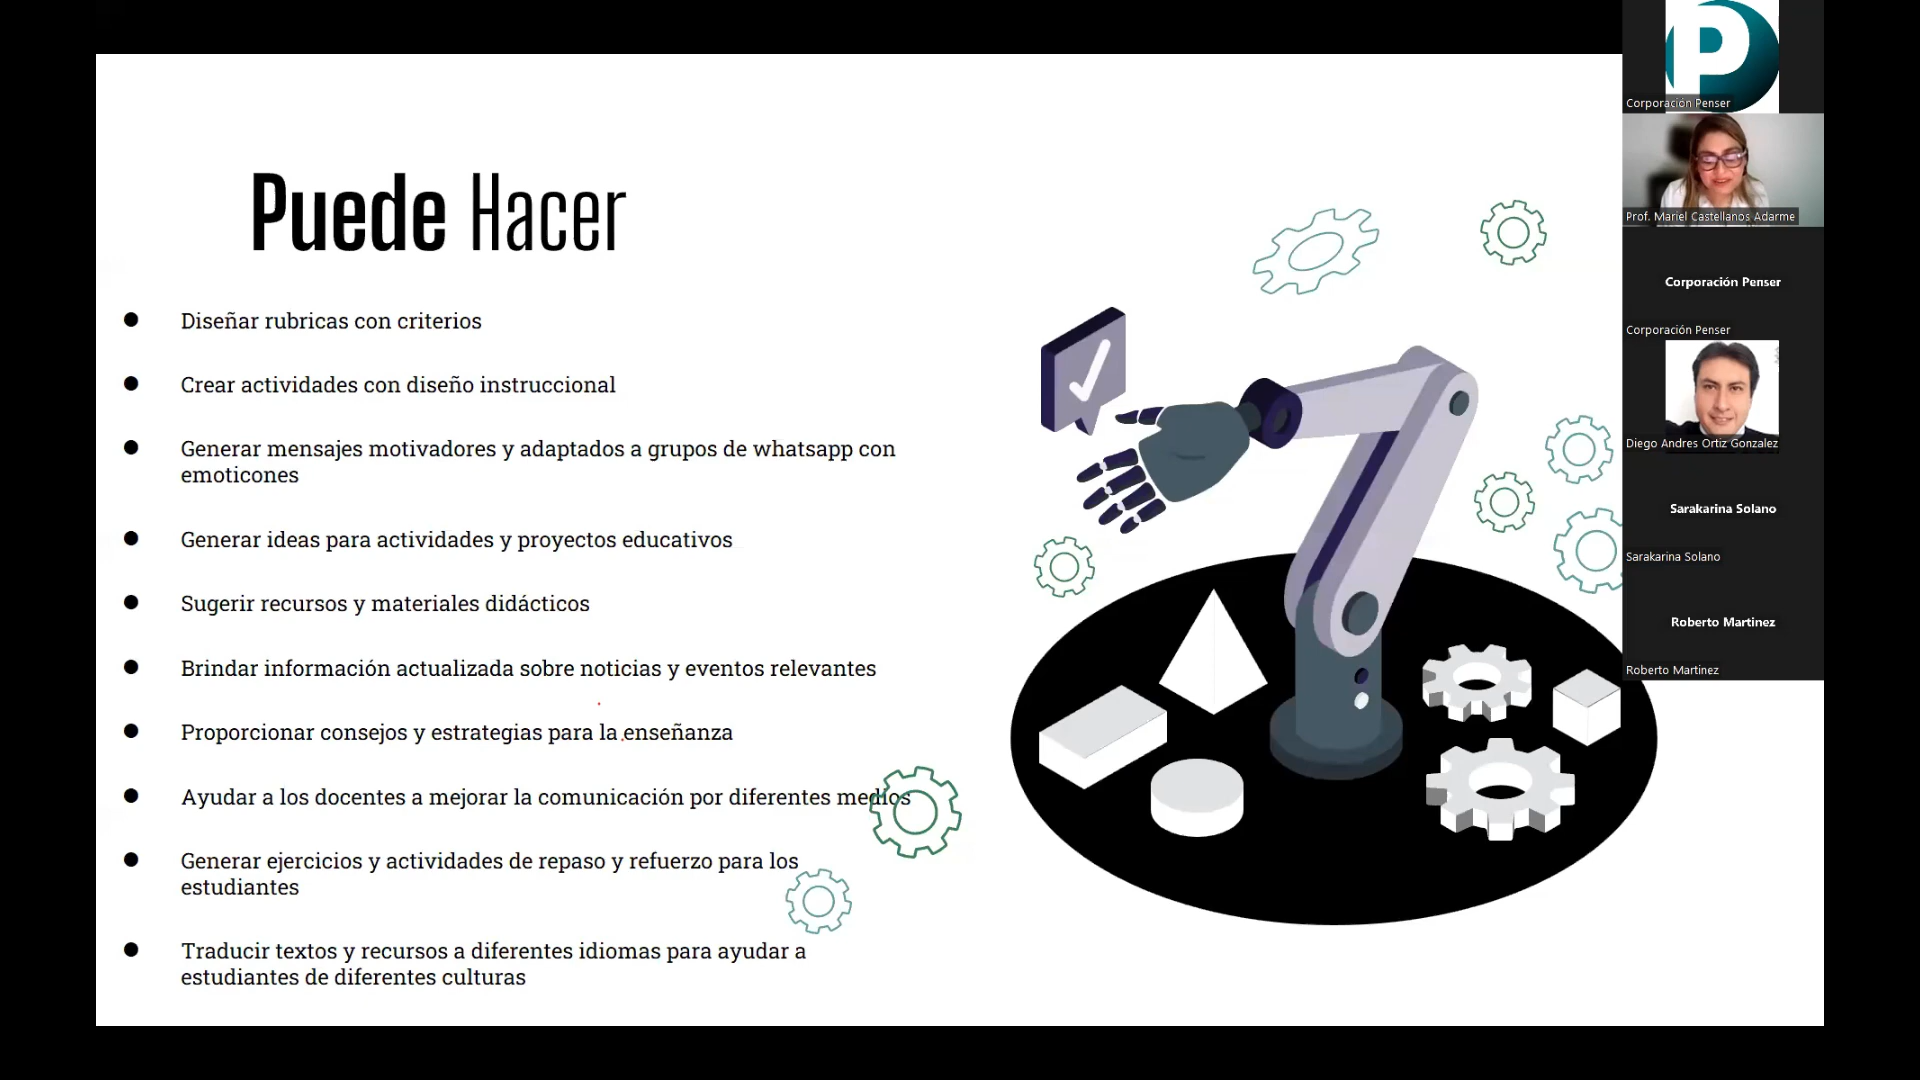 Puede Hacer
Diseñar rubricas con criterios
Crear actividades con diseño instruccional
Generar mensajes motivadores y adaptados a grupos de whatsapp con
emoticones
Generar ideas para actividades y proyectos educativos
Sugerir recursos y materiales didácticos
Brindar información actualizada sobre noticias y eventos relevantes
Proporcionar consejos y estrategias para la enseñanza
Ayudar a los docentes a mejorar la comunicación por diferentes medios
Generar ejercicios y actividades de repaso y refuerzo para los
estudiantes
Traducir textos y recursos a diferentes idiomas para ayudar a
estudiantes de diferentes culturas
P
Corporación Penser
Prof. Mariel Castellanos Adarme
Corporación Penser
Corporación Penser
Diego Andres Ortiz Gonzalez
Sarakarina Solano
Sarakarina Solano
Roberto Martinez
Roberto Martinez